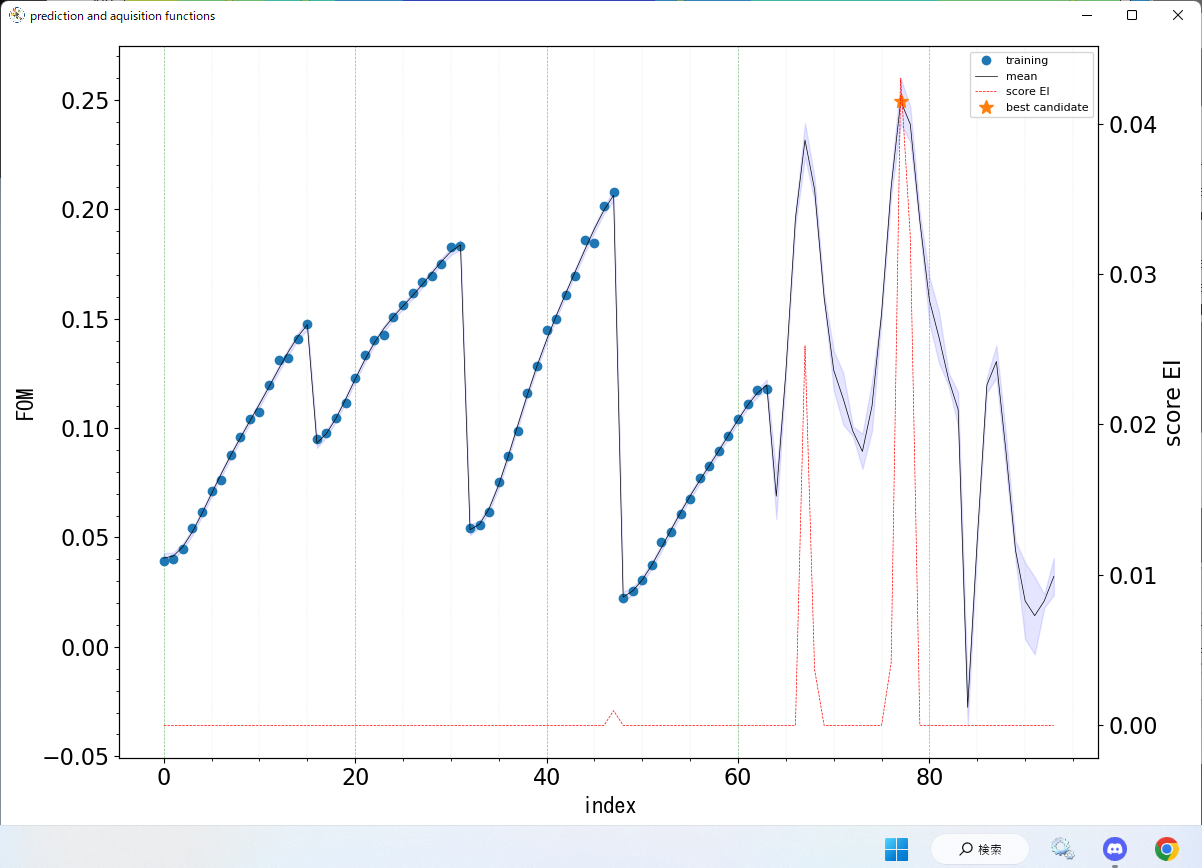 prediction and aquisition functions
training
mean
score EI
best candidate
0.25
0.20
0.15
0.10
0.05
0.00
−0.05
FOM
0.04
0.03
0.02
0.01
0.00
score EI
0 20 40 60 80
index
検索